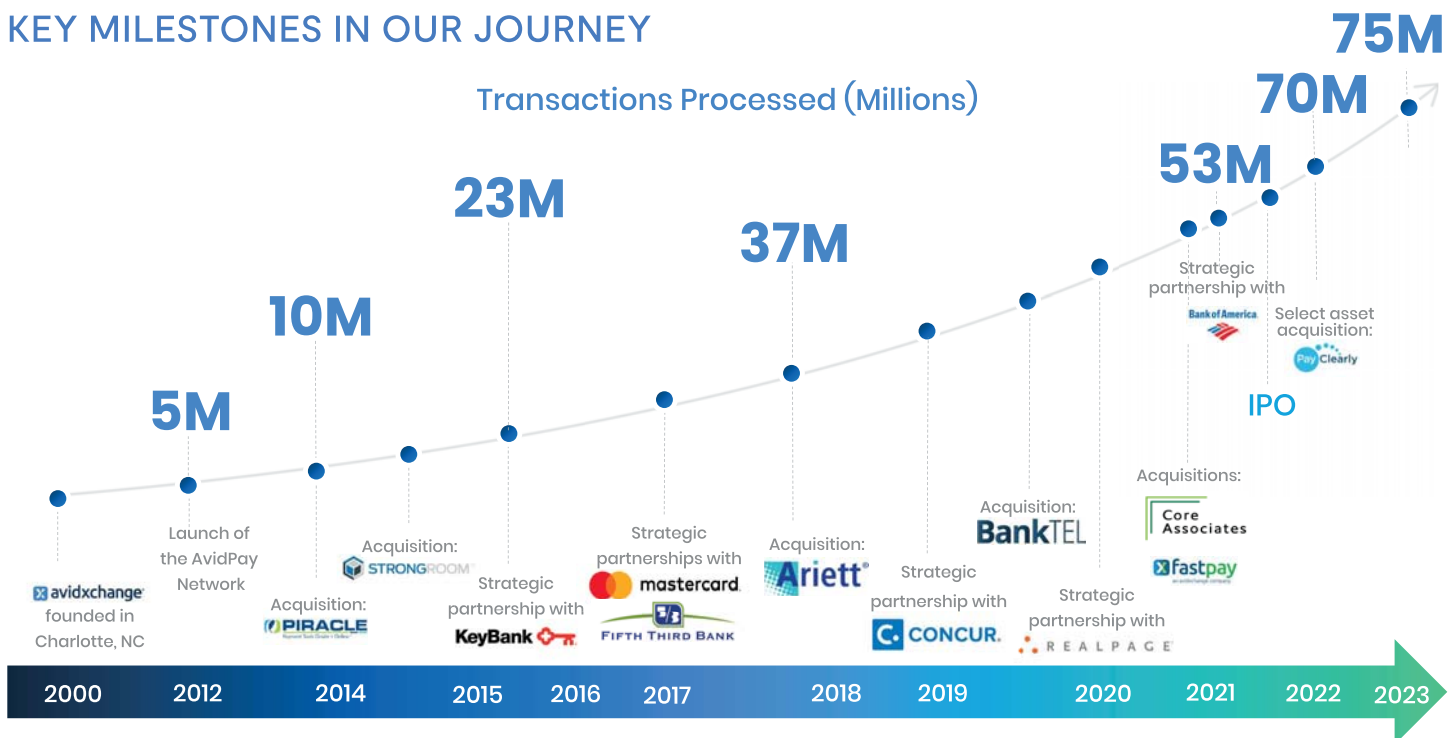 KEY MILESTONES IN OUR JOURNEY
Transactions Processed (Millions)
5M
10M
23M
37M
53M
70M
75M
avidxchange
founded in
Charlotte, NC
Launch of
the AvidPay
Network
Acquisition:
PIRACLE
Acquisition:
STRONGROOM
Strategic
partnership with
KeyBank
Strategic
partnerships with
mastercard
FIFTH THIRD BANK
Acquisition:
Ariett
Strategic
partnership with
C. CONCUR.
Acquisition:
BankTEL
Strategic
partnership with
REALPAGE
Acquisitions:
Core
Associates
fastpay
Strategic
partnership with
Bank of America
IPO
Select asset
acquisition:
PayClearly
2000 2012 2014 2015 2016 2017 2018 2019 2020 2021 2022 2023